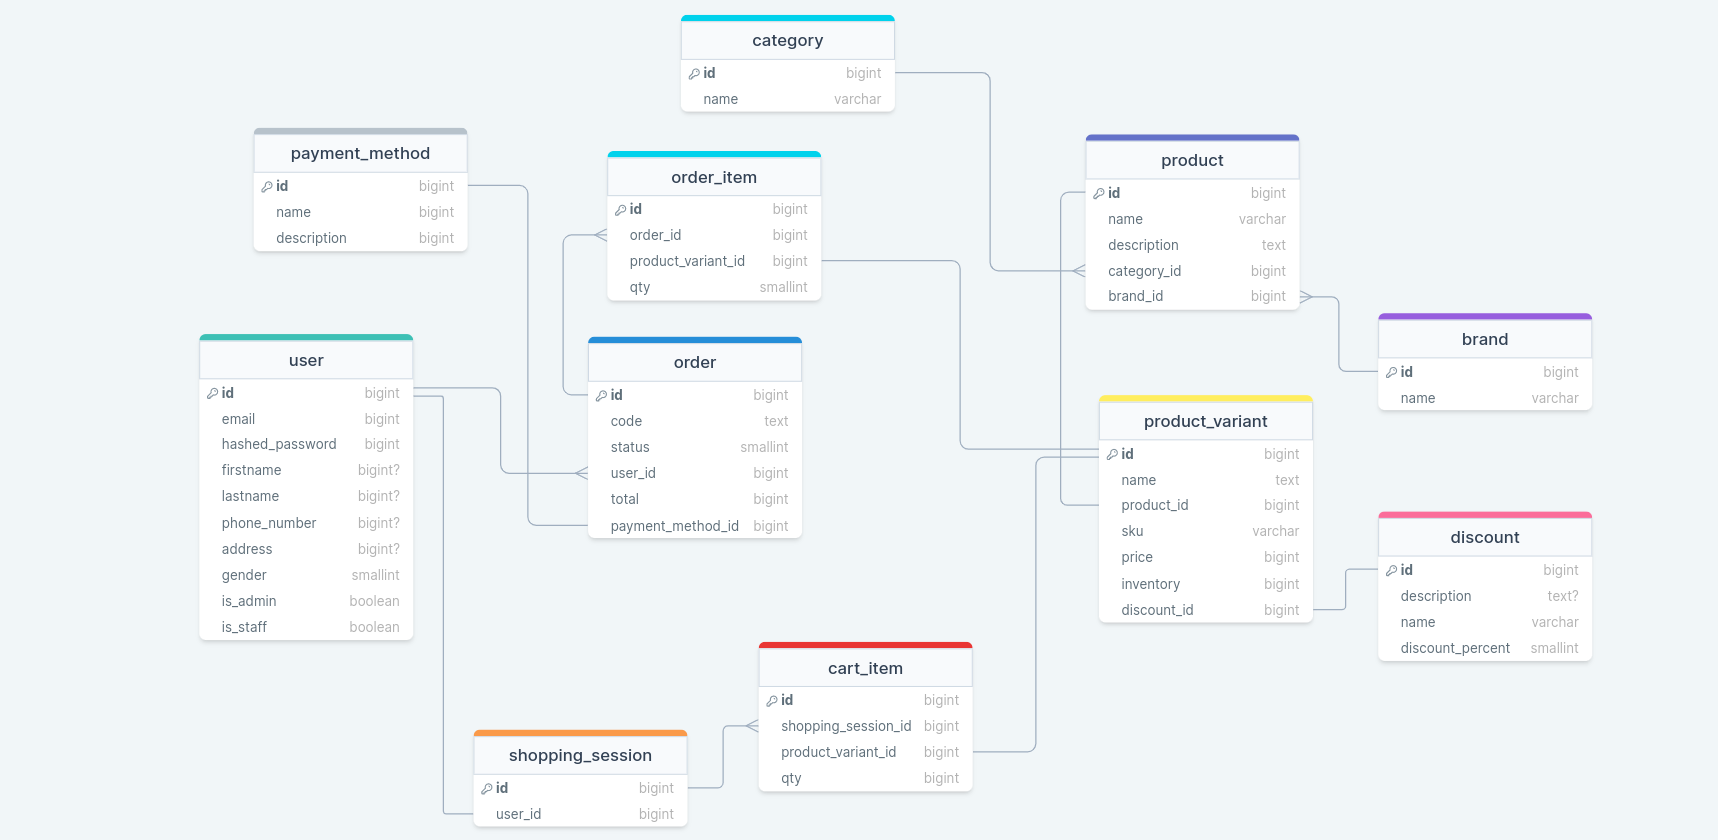 category
id bigint
name varchar
payment_method
id bigint
name bigint
description bigint
order_item
id bigint
order_id bigint
product_variant_id bigint
qty smallint
product
id bigint
name varchar
description text
category_id bigint
brand_id bigint
brand
id bigint
name varchar
user
id bigint
email bigint
hashed_password bigint
firstname bigint?
lastname bigint?
phone_number bigint?
address bigint?
gender smallint
is_admin boolean
is_staff boolean
order
id bigint
code text
status smallint
user_id bigint
total bigint
payment_method_id bigint
product_variant
id bigint
name text
product_id bigint
sku varchar
price bigint
inventory bigint
discount_id bigint
discount
id bigint
description text?
name varchar
discount_percent smallint
cart_item
id bigint
shopping_session_id bigint
product_variant_id bigint
qty bigint
shopping_session
id bigint
user_id bigint